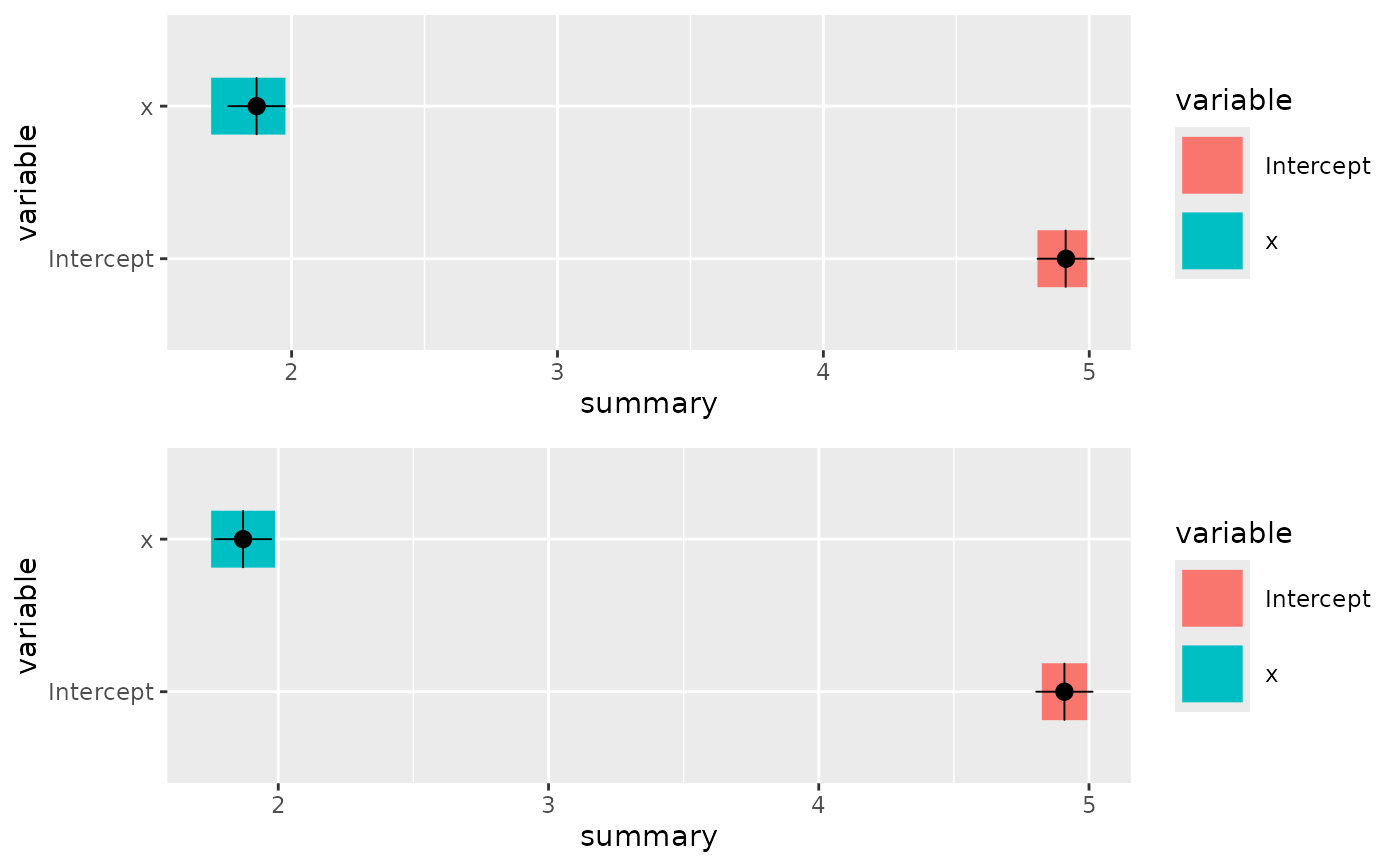 variable
x
Intercept
2 3 4 5
summary
variable
Intercept
x
variable
x
Intercept
2 3 4 5
summary
variable
Intercept
x